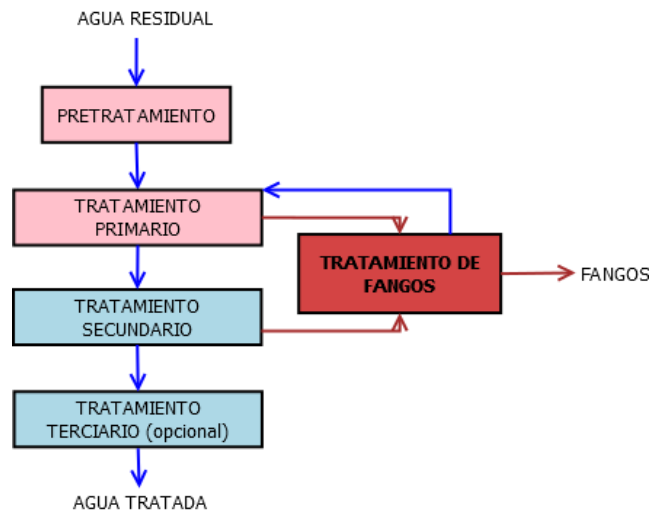 AGUA RESIDUAL
PRETRATAMIENTO
TRATAMIENTO
PRIMARIO
TRATAMIENTO DE
FANGOS
FANGOS
TRATAMIENTO
SECUNDARIO
TRATAMIENTO
TERCIARIO (opcional)
AGUA TRATADA